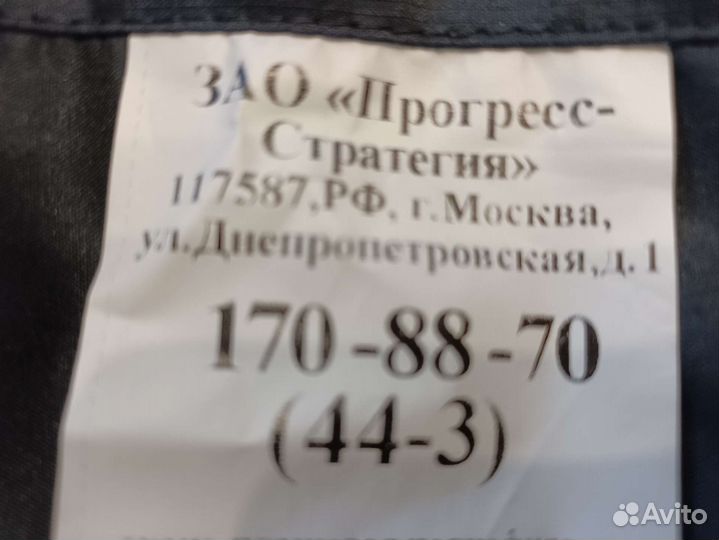 ЗАО «Прогресс-
Стратегия»
117587,РФ, г.Москва,
ул.Днепропетровская,д.1
170-88-70
(44-3)
Avito